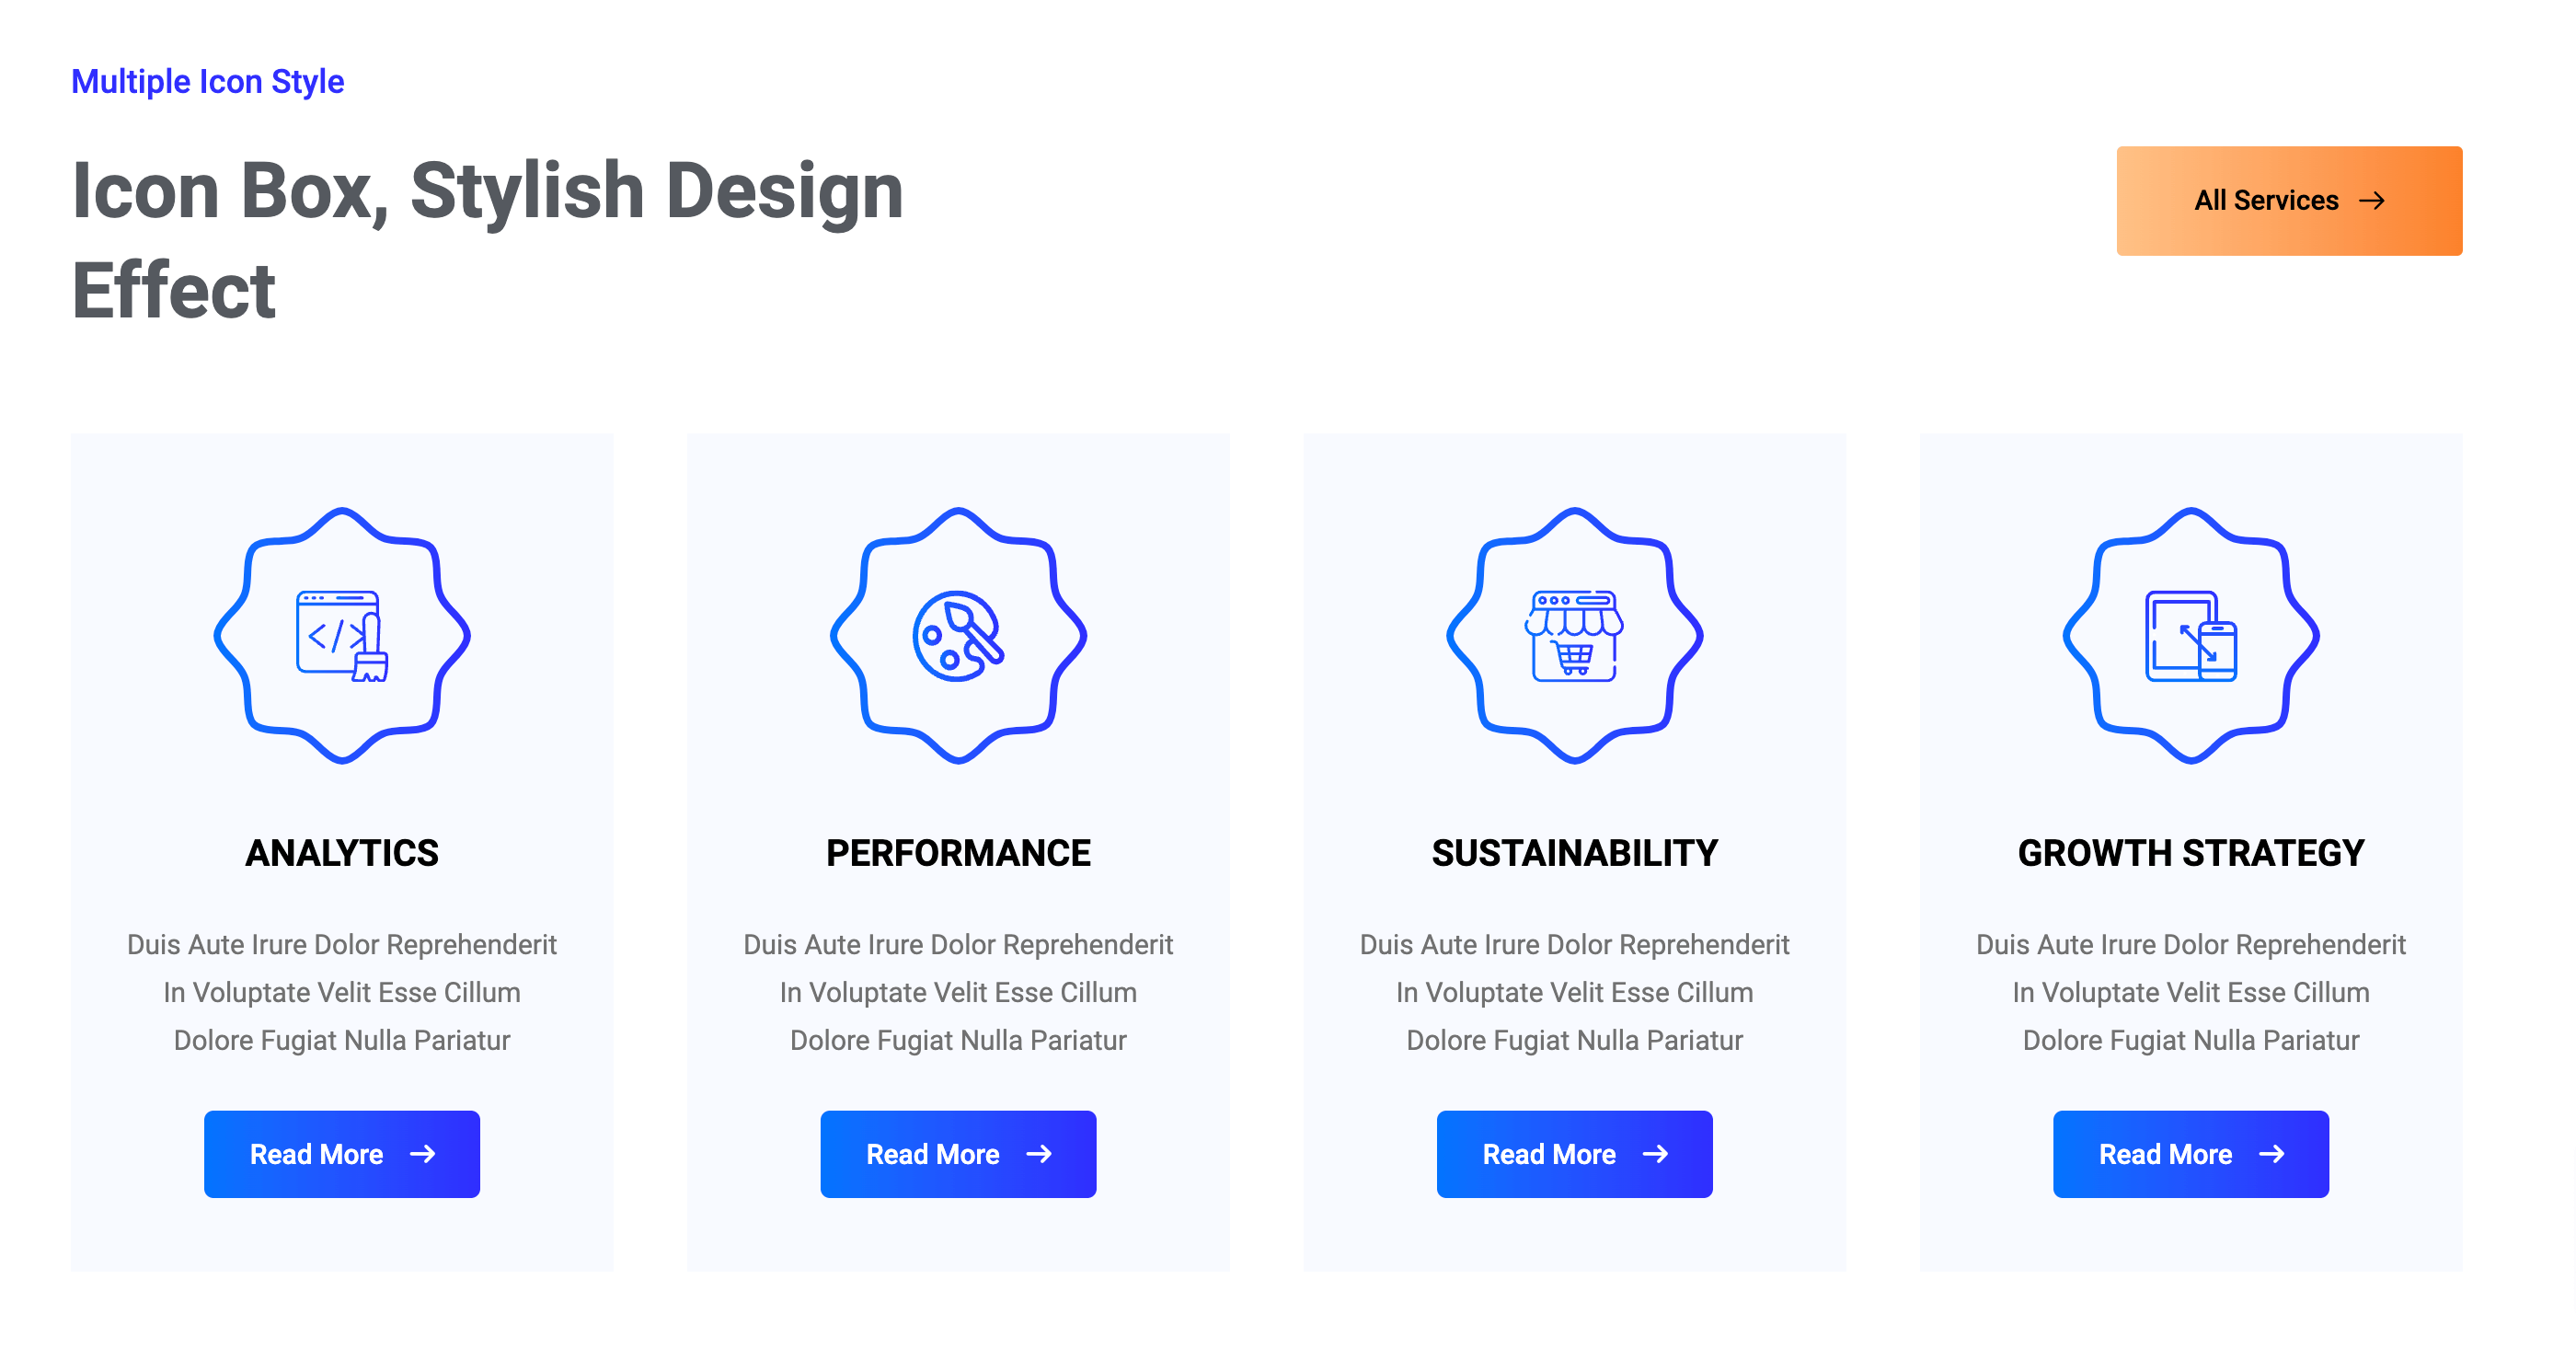 Multiple Icon Style
Icon Box, Stylish Design
Effect
All Services
ANALYTICS
Duis Aute Irure Dolor Reprehenderit
In Voluptate Velit Esse Cillum
Dolore Fugiat Nulla Pariatur
Read More
PERFORMANCE
Duis Aute Irure Dolor Reprehenderit
In Voluptate Velit Esse Cillum
Dolore Fugiat Nulla Pariatur
Read More
SUSTAINABILITY
Duis Aute Irure Dolor Reprehenderit
In Voluptate Velit Esse Cillum
Dolore Fugiat Nulla Pariatur
Read More
GROWTH STRATEGY
Duis Aute Irure Dolor Reprehenderit
In Voluptate Velit Esse Cillum
Dolore Fugiat Nulla Pariatur
Read More